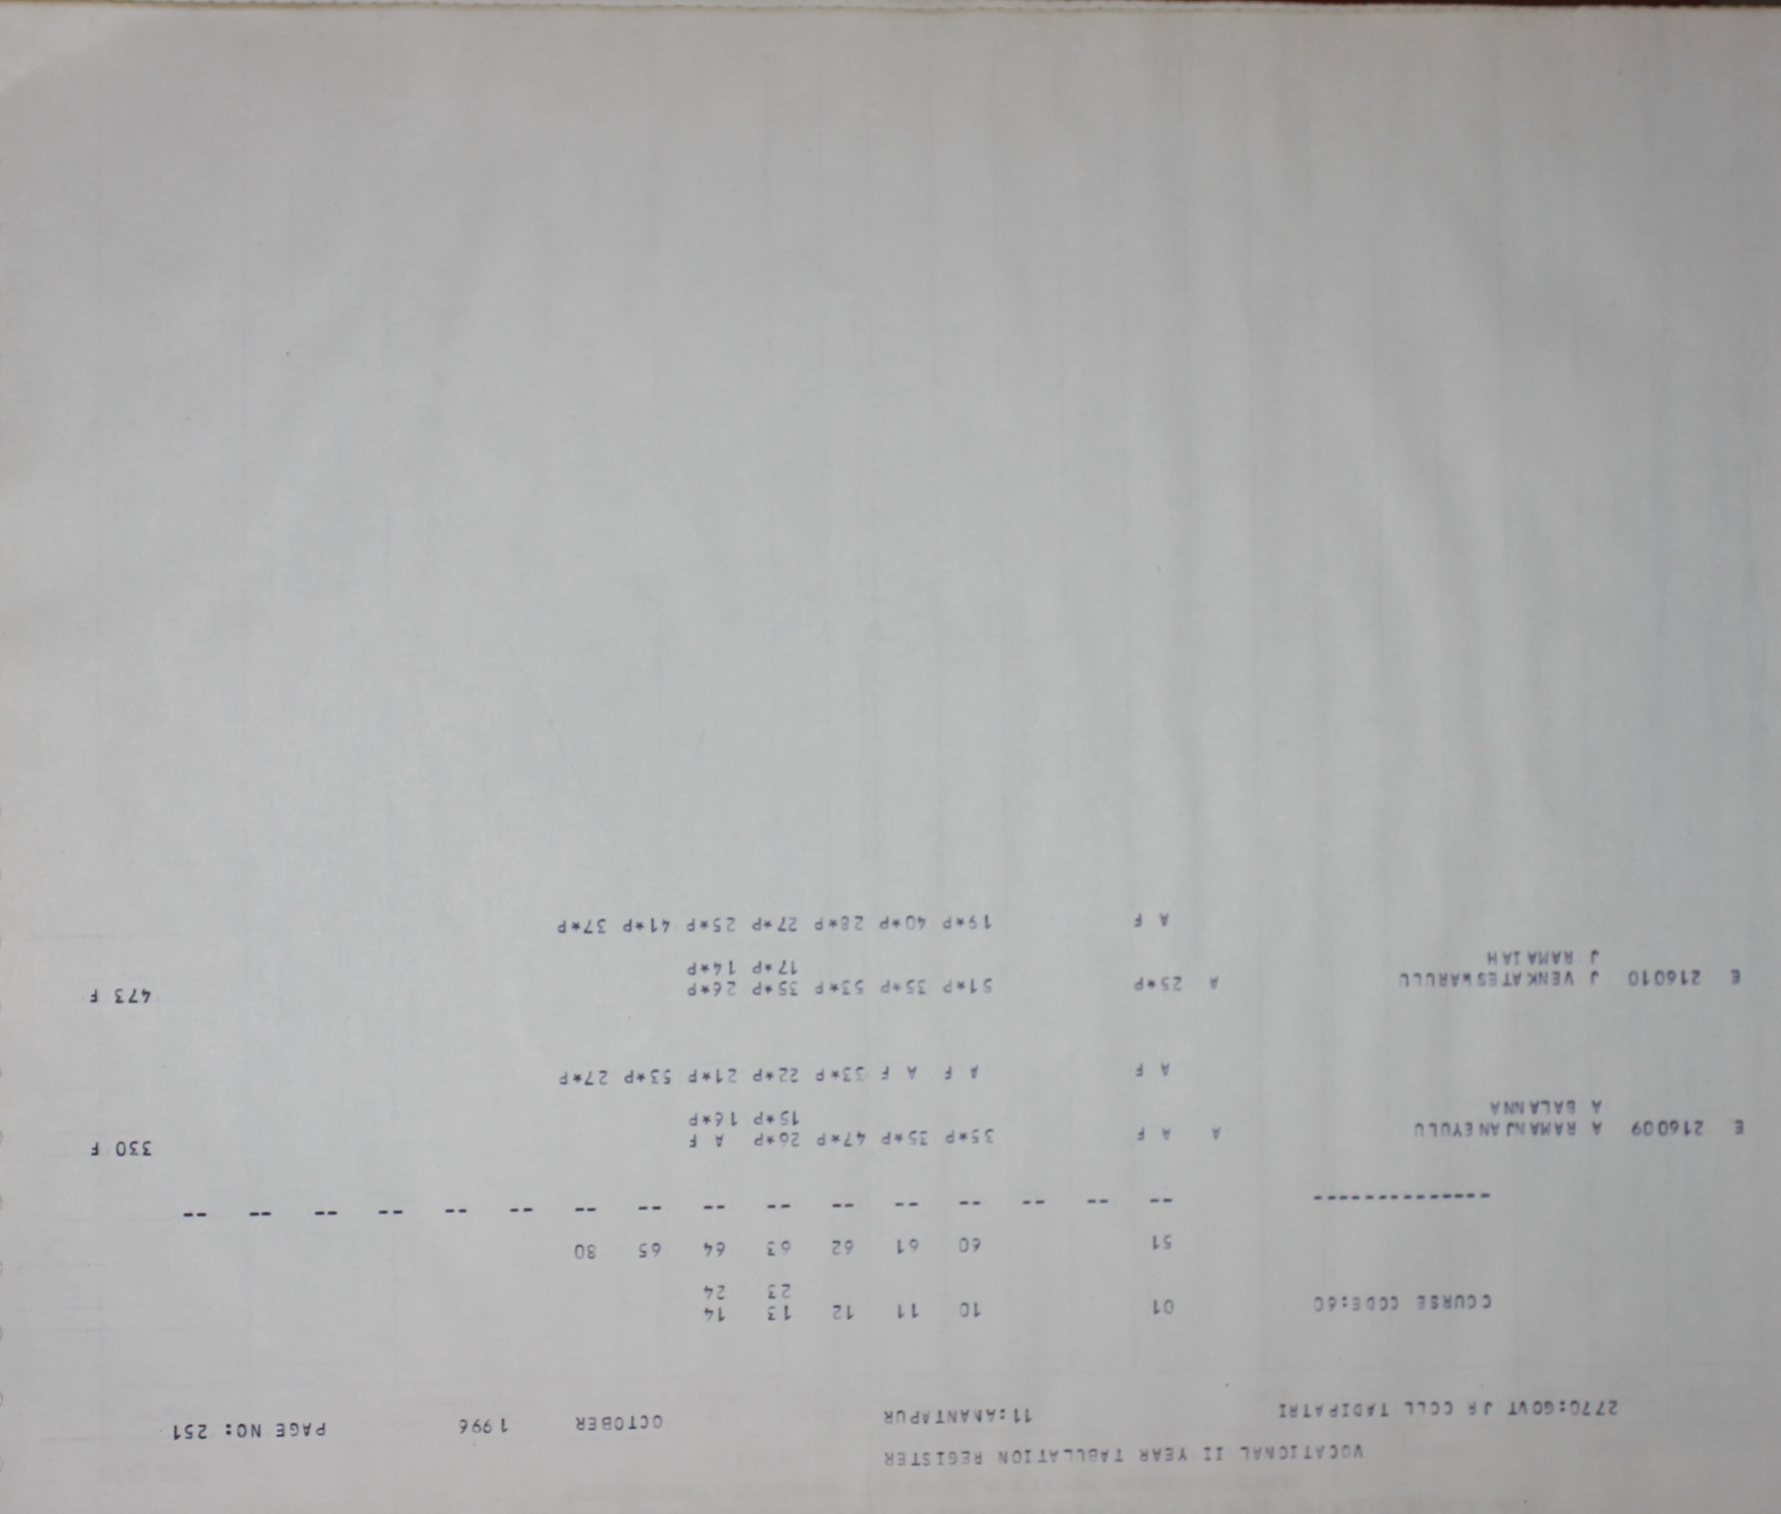 VOCATIONAL II YEAR TABULATION REGISTER
2770:GOVT JR COLL TADIPATRI 11:ANANTAPUR OCTOBER 1996 PAGE NO: 251
COURSE CODE:60 01 10 11 12 13 14
23 24
51 60 61 62 63 64 65 80
-------------- -- -- -- -- -- -- -- -- -- -- -- -- -- -- -- --
E 216009 A RAMANJANEYULU A A F 35*P 35*P 47*P 26*P A F 330 F
A BALANNA 15*P 16*P
A F A F A F 33*P 22*P 21*P 53*P 27*P
E 216010 J VENKATESWARULU A 25*P 51*P 35*P 53*P 35*P 26*P 473 F
J RAMAIAH 17*P 14*P
A F 19*P 40*P 28*P 27*P 25*P 41*P 37*P